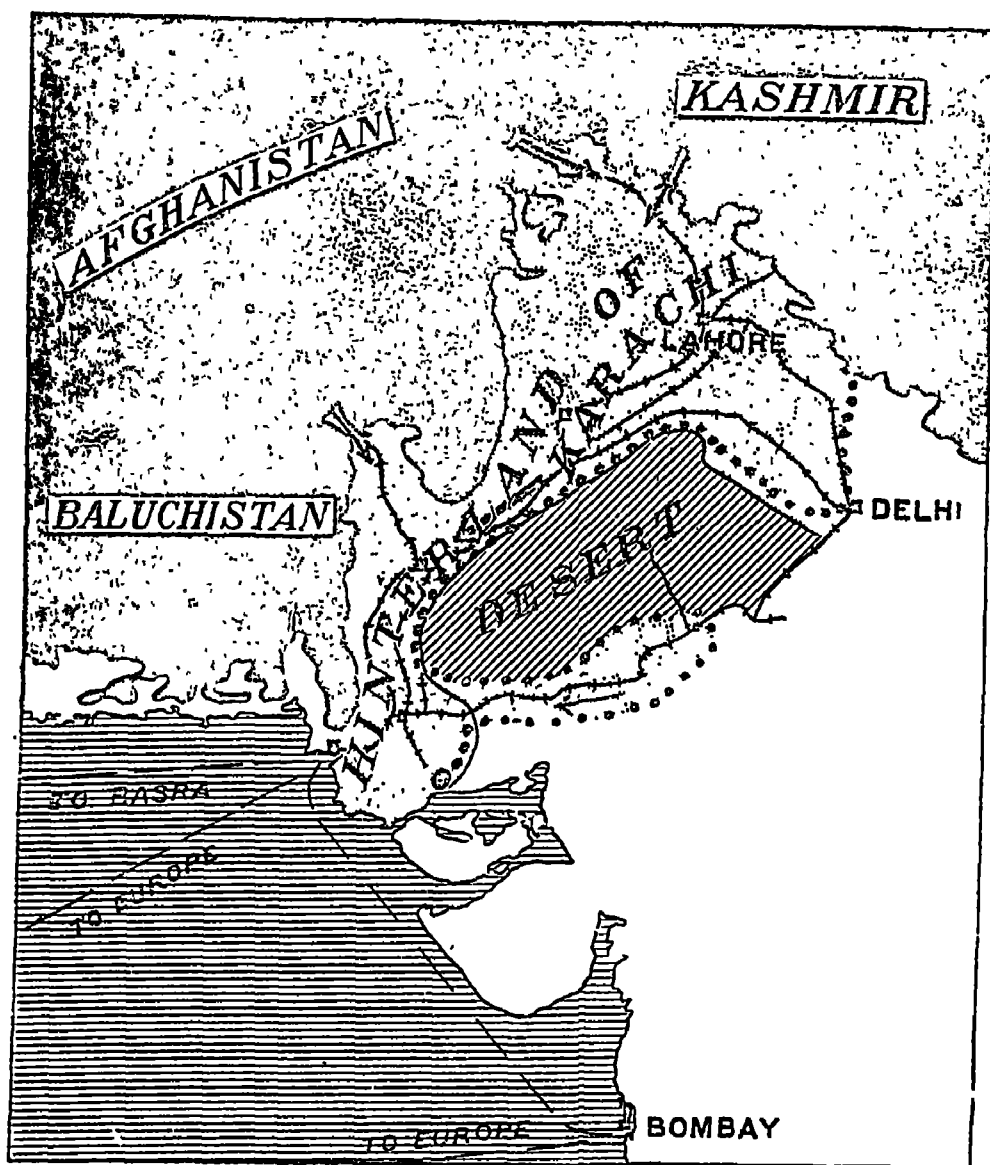 KASHMIR
AFGHANISTAN
HINTERLAND OF KARACHI
LAHORE
BALUCHISTAN
DELHI
DESERT
TO BASRA
TO EUROPE
TO EUROPE
BOMBAY